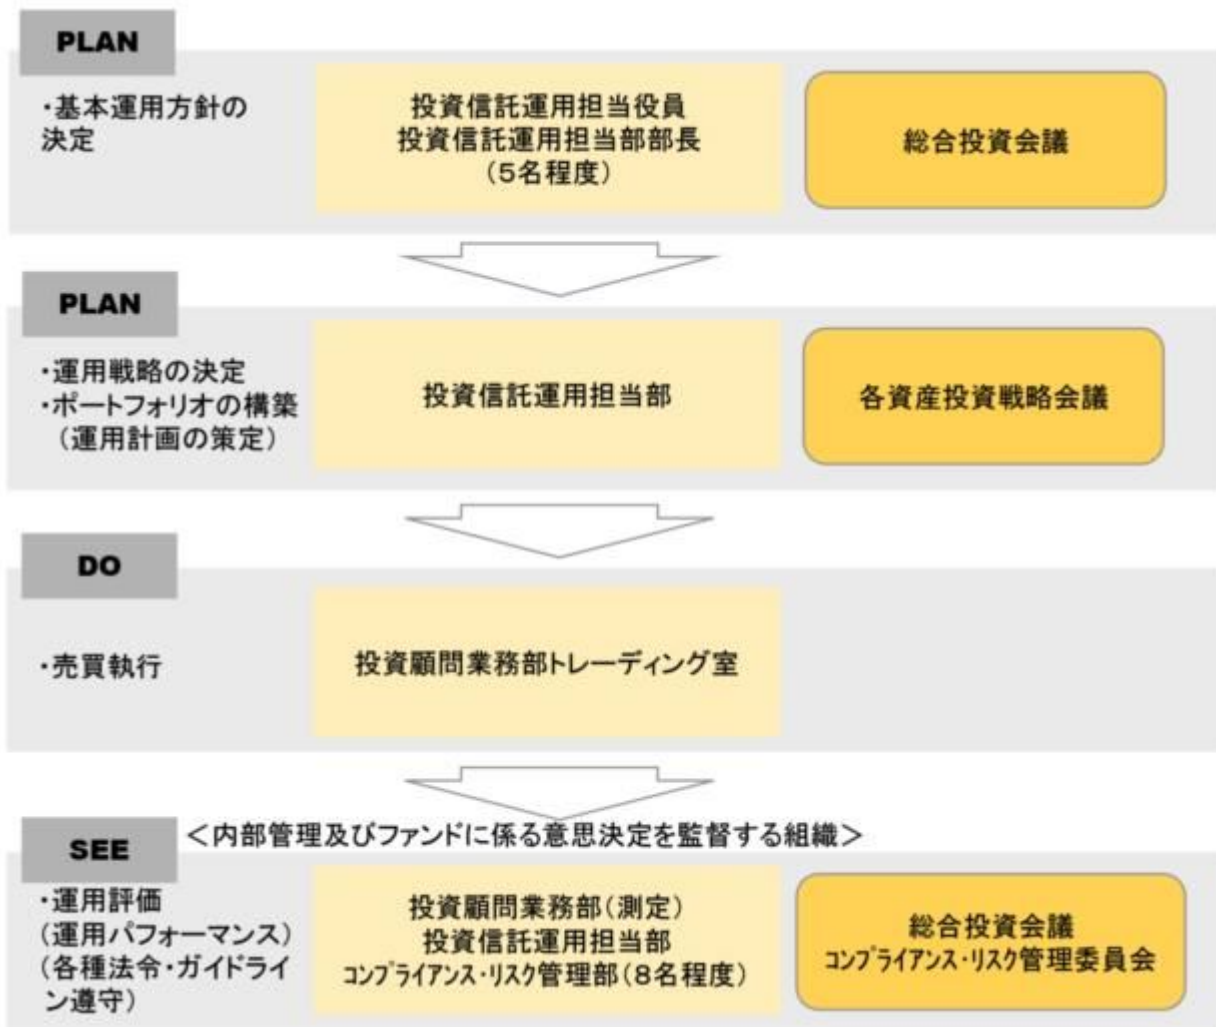 PLAN
・基本運用方針の
決定
投資信託運用担当役員
投資信託運用担当部部長
(5名程度)
総合投資会議
PLAN
・運用戦略の決定
・ポートフォリオの構築
(運用計画の策定)
投資信託運用担当部
各資産投資戦略会議
DO
・売買執行
投資顧問業務部トレーディング室
SEE
<内部管理及びファンドに係る意思決定を監督する組織>
・運用評価
(運用パフォーマンス)
(各種法令・ガイドライ
ン遵守)
投資顧問業務部(測定)
投資信託運用担当部
コンプライアンス・リスク管理部(8名程度)
総合投資会議
コンプライアンス・リスク管理委員会